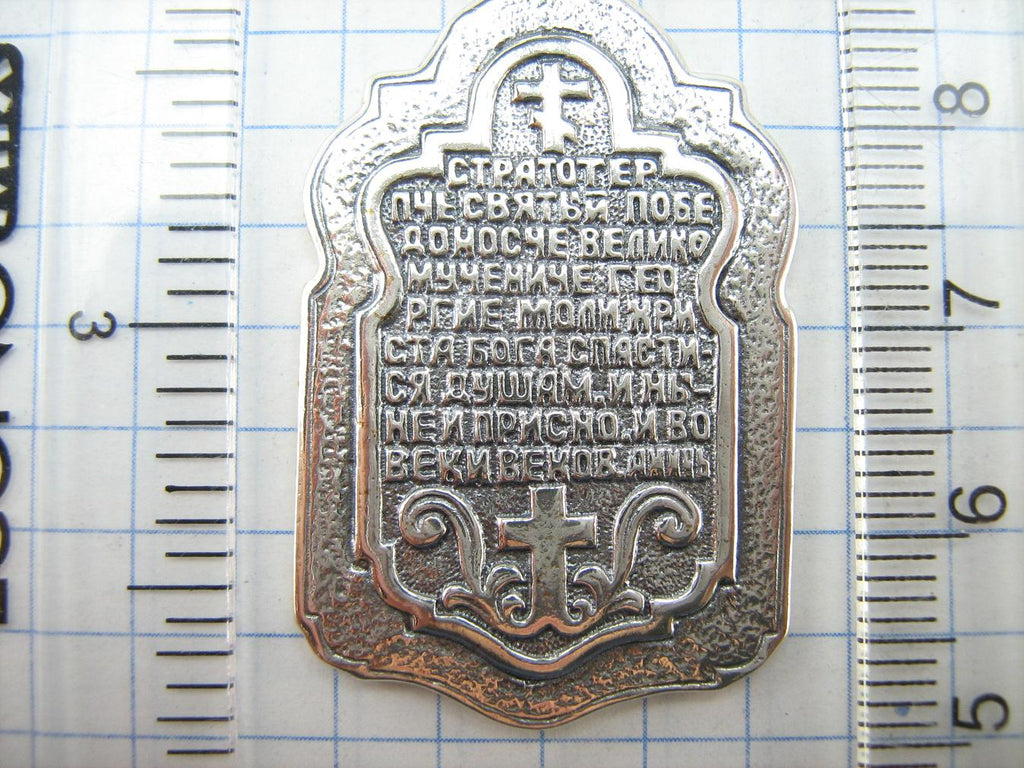 СТРАТОТЕР
ПЧЕ СВЯТЫЙ ПОБЕ
ДОНОСЧЕ ВЕЛИКО
МУЧЕНИЧЕ ГЕО
РГИЕ МОЛИ ХРИ
СТА БОГА СПАСТИ-
СЯ ДУШАМ. И НЫ-
НЕ И ПРИСНО, И ВО
ВЕКИ ВЕКОВ. АМИНЬ
3
8
7
6
5